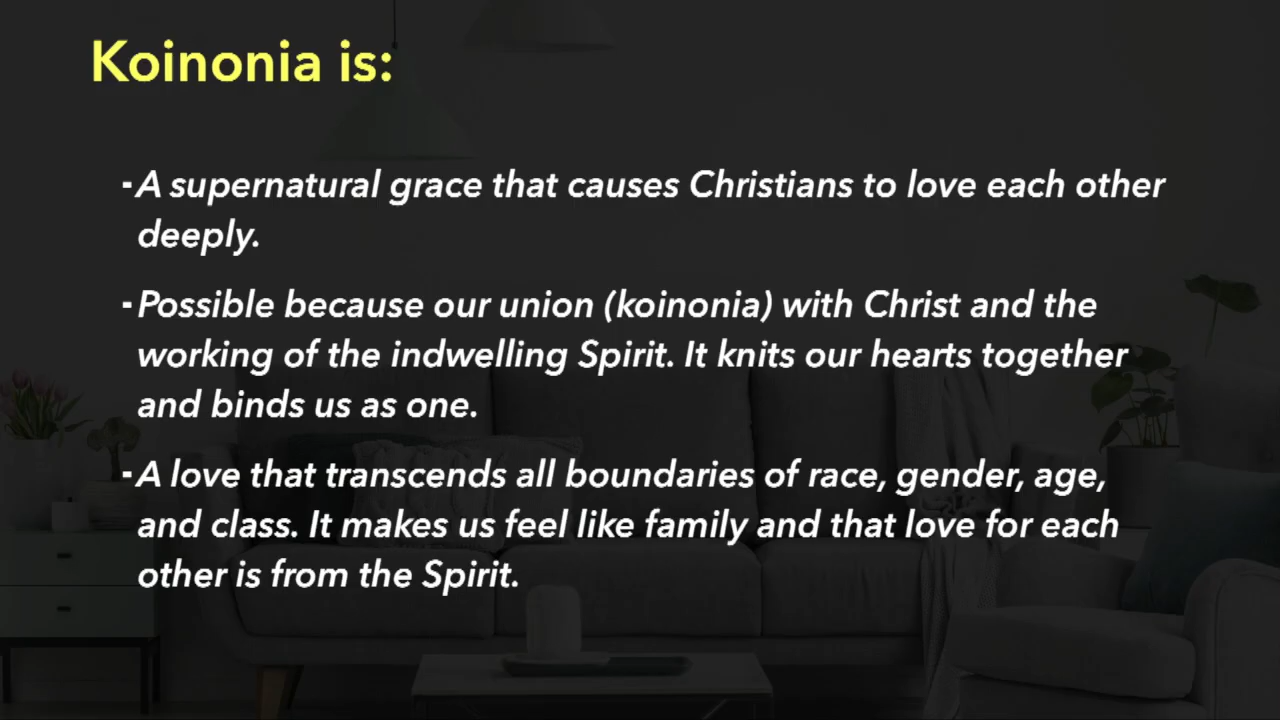 Koinonia is:
-A supernatural grace that causes Christians to love each other
deeply.
-Possible because our union (koinonia) with Christ and the
working of the indwelling Spirit. It knits our hearts together
and binds us as one.
-A love that transcends all boundaries of race, gender, age,
and class. It makes us feel like family and that love for each
other is from the Spirit.